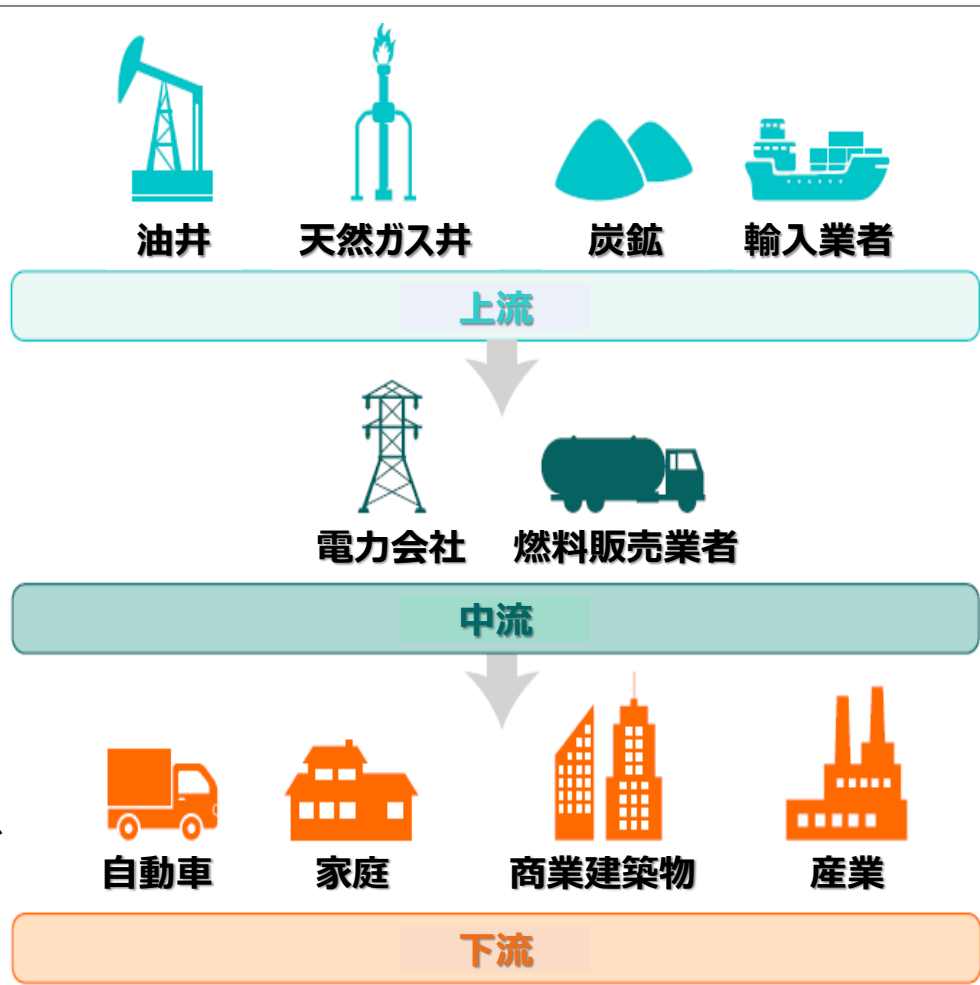 油井 天然ガス井 炭鉱 輸入業者
上流
電力会社 燃料販売業者
中流
自動車 家庭 商業建築物 産業
下流